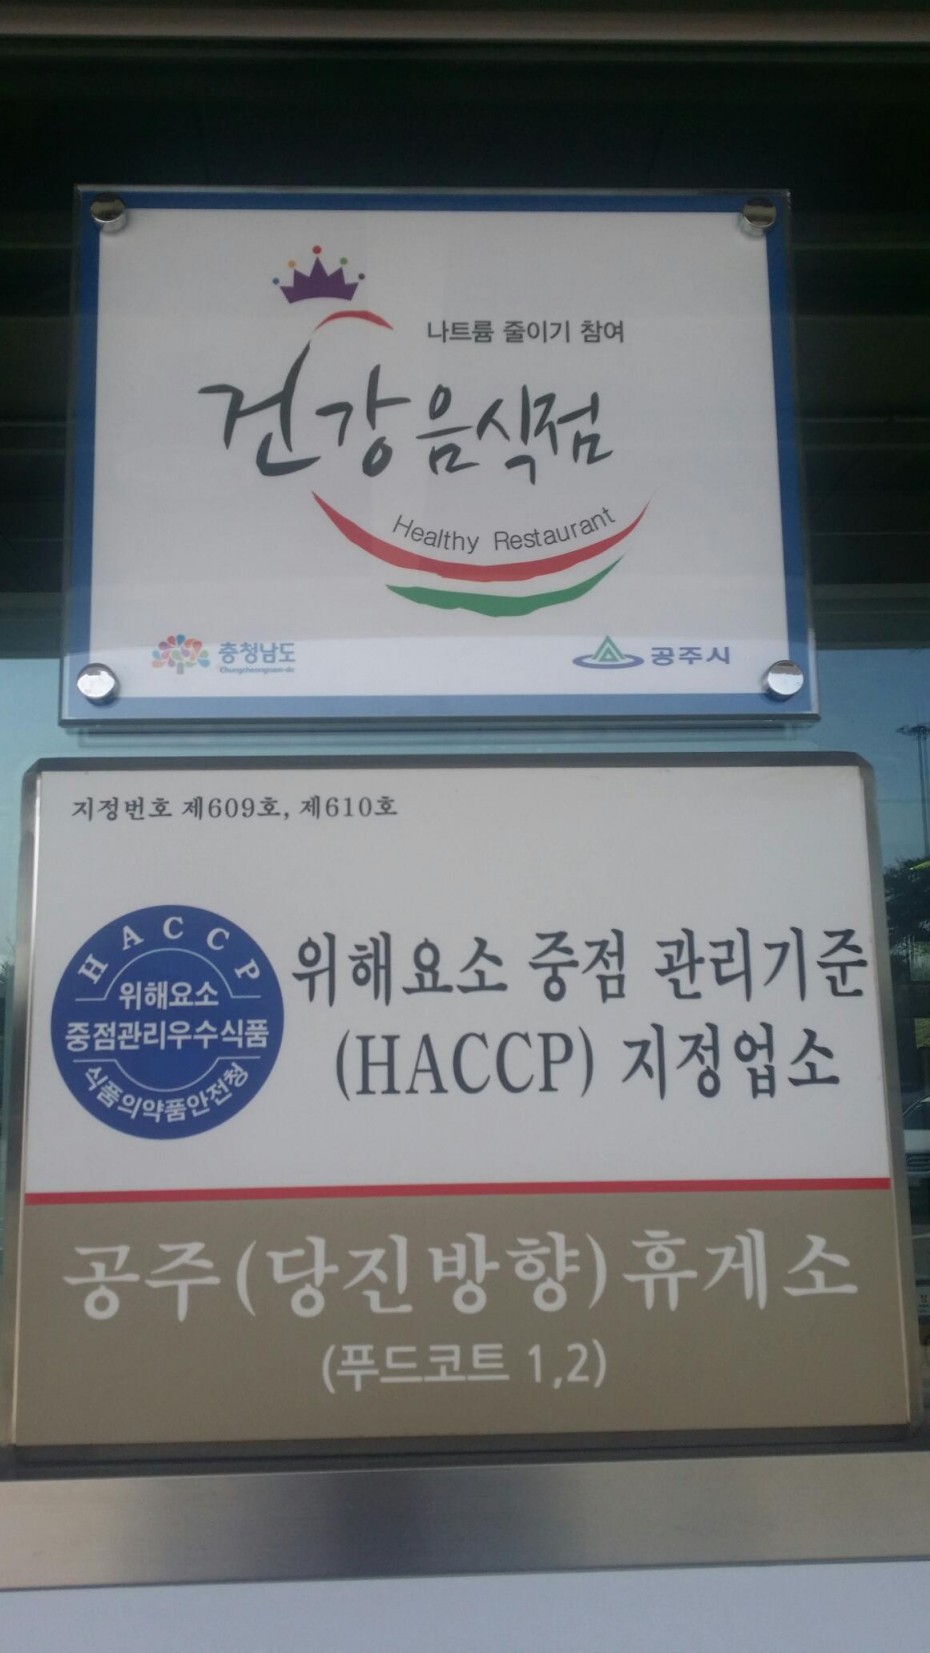 나트륨 줄이기 참여
건강음식점
Healthy Restaurant
충청남도
Chungcheongnam-do
공주시
지정번호 제609호, 제610호
HACCP
위해요소
중점관리우수식품
식품의약품안전청
위해요소 중점 관리기준
(HACCP) 지정업소
공주(당진방향)휴게소
(푸드코트 1,2)